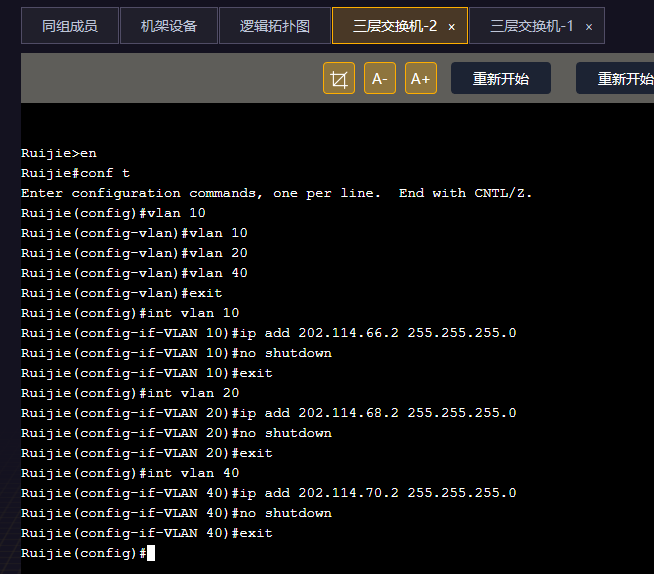 同组成员 机架设备 逻辑拓扑图 三层交换机-2 × 三层交换机-1 ×
A- A+ 重新开始 重新开始
Ruijie>en
Ruijie#conf t
Enter configuration commands, one per line.  End with CNTL/Z.
Ruijie(config)#vlan 10
Ruijie(config-vlan)#vlan 10
Ruijie(config-vlan)#vlan 20
Ruijie(config-vlan)#vlan 40
Ruijie(config-vlan)#exit
Ruijie(config)#int vlan 10
Ruijie(config-if-VLAN 10)#ip add 202.114.66.2 255.255.255.0
Ruijie(config-if-VLAN 10)#no shutdown
Ruijie(config-if-VLAN 10)#exit
Ruijie(config)#int vlan 20
Ruijie(config-if-VLAN 20)#ip add 202.114.68.2 255.255.255.0
Ruijie(config-if-VLAN 20)#no shutdown
Ruijie(config-if-VLAN 20)#exit
Ruijie(config)#int vlan 40
Ruijie(config-if-VLAN 40)#ip add 202.114.70.2 255.255.255.0
Ruijie(config-if-VLAN 40)#no shutdown
Ruijie(config-if-VLAN 40)#exit
Ruijie(config)#